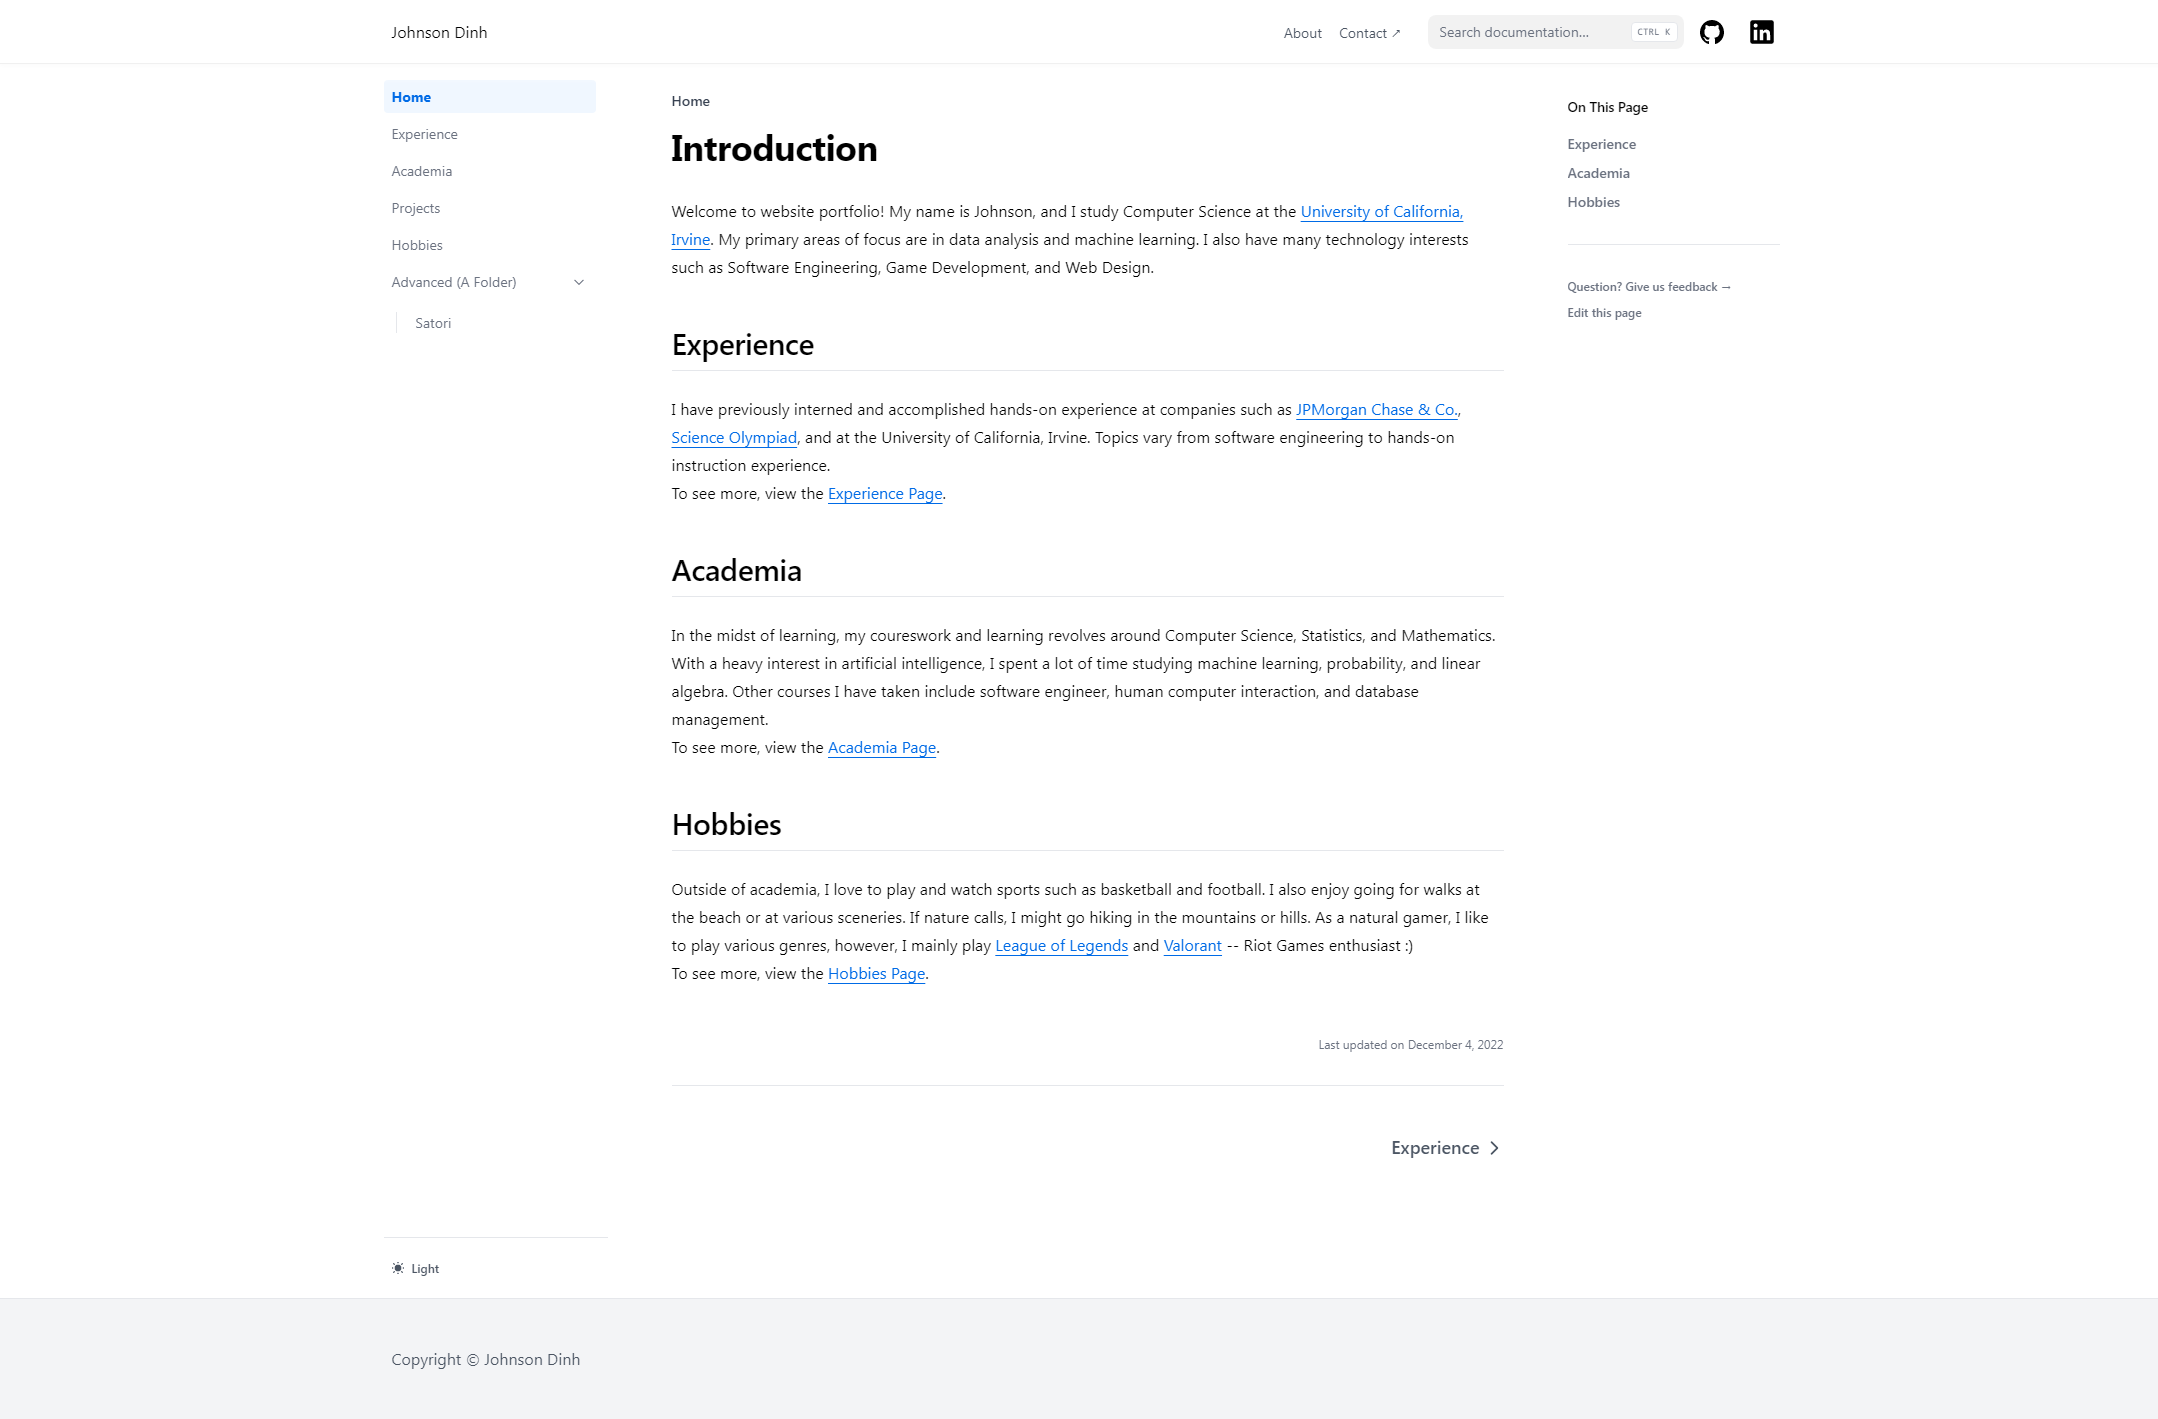 Johnson Dinh
About
Contact ↗
Search documentation...
CTRL K
Home
Experience
Academia
Projects
Hobbies
Advanced (A Folder)
Satori
Home
Introduction
Welcome to website portfolio! My name is Johnson, and I study Computer Science at the University of California,
Irvine. My primary areas of focus are in data analysis and machine learning. I also have many technology interests
such as Software Engineering, Game Development, and Web Design.
Experience
I have previously interned and accomplished hands-on experience at companies such as JPMorgan Chase & Co.,
Science Olympiad, and at the University of California, Irvine. Topics vary from software engineering to hands-on
instruction experience.
To see more, view the Experience Page.
Academia
In the midst of learning, my coureswork and learning revolves around Computer Science, Statistics, and Mathematics.
With a heavy interest in artificial intelligence, I spent a lot of time studying machine learning, probability, and linear
algebra. Other courses I have taken include software engineer, human computer interaction, and database
management.
To see more, view the Academia Page.
Hobbies
Outside of academia, I love to play and watch sports such as basketball and football. I also enjoy going for walks at
the beach or at various sceneries. If nature calls, I might go hiking in the mountains or hills. As a natural gamer, I like
to play various genres, however, I mainly play League of Legends and Valorant -- Riot Games enthusiast :)
To see more, view the Hobbies Page.
Last updated on December 4, 2022
Experience
On This Page
Experience
Academia
Hobbies
Question? Give us feedback →
Edit this page
Light
Copyright © Johnson Dinh